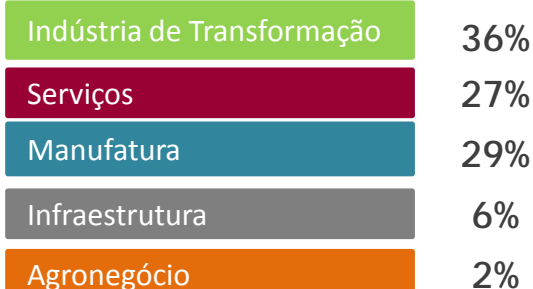 Indústria de Transformação 36%
Serviços 27%
Manufatura 29%
Infraestrutura 6%
Agronegócio 2%